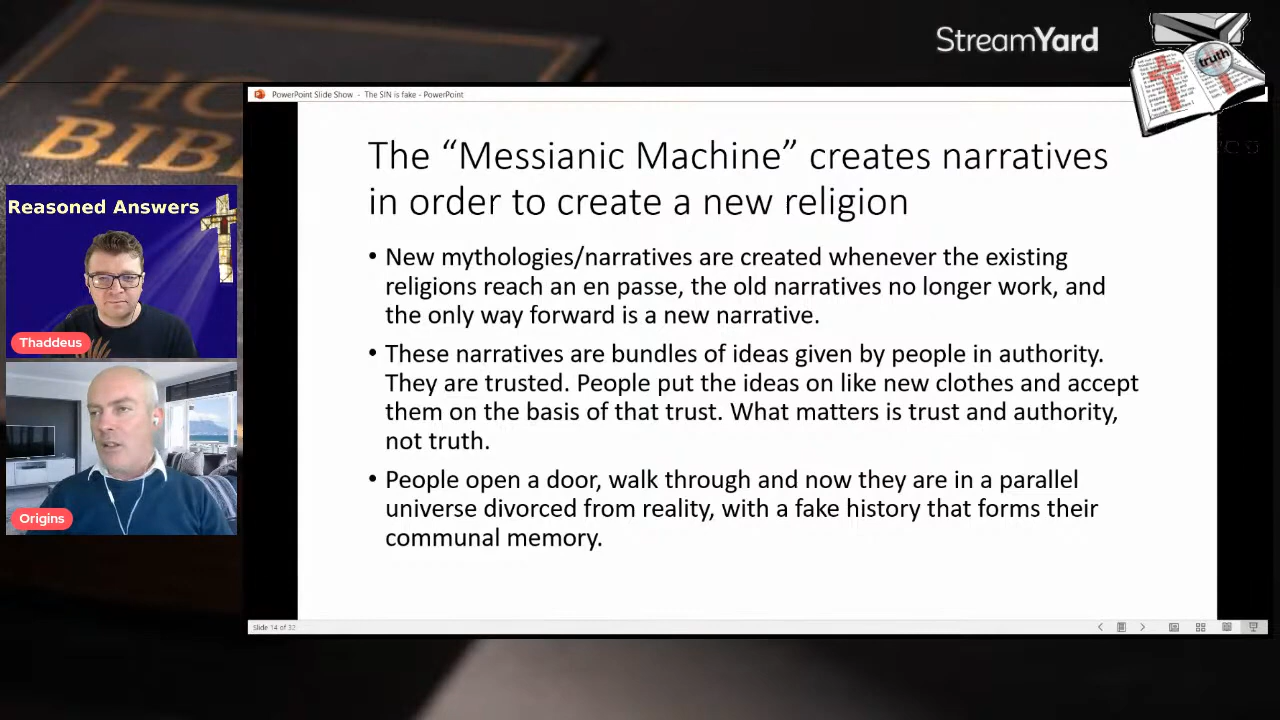 HO
BIB
StreamYard
truth
PowerPoint Slide Show - The SIN is fake - PowerPoint
The “Messianic Machine” creates narratives
in order to create a new religion
• New mythologies/narratives are created whenever the existing
religions reach an en passe, the old narratives no longer work, and
the only way forward is a new narrative.
• These narratives are bundles of ideas given by people in authority.
They are trusted. People put the ideas on like new clothes and accept
them on the basis of that trust. What matters is trust and authority,
not truth.
• People open a door, walk through and now they are in a parallel
universe divorced from reality, with a fake history that forms their
communal memory.
Slide 14 of 32
Reasoned Answers
Thaddeus
Origins